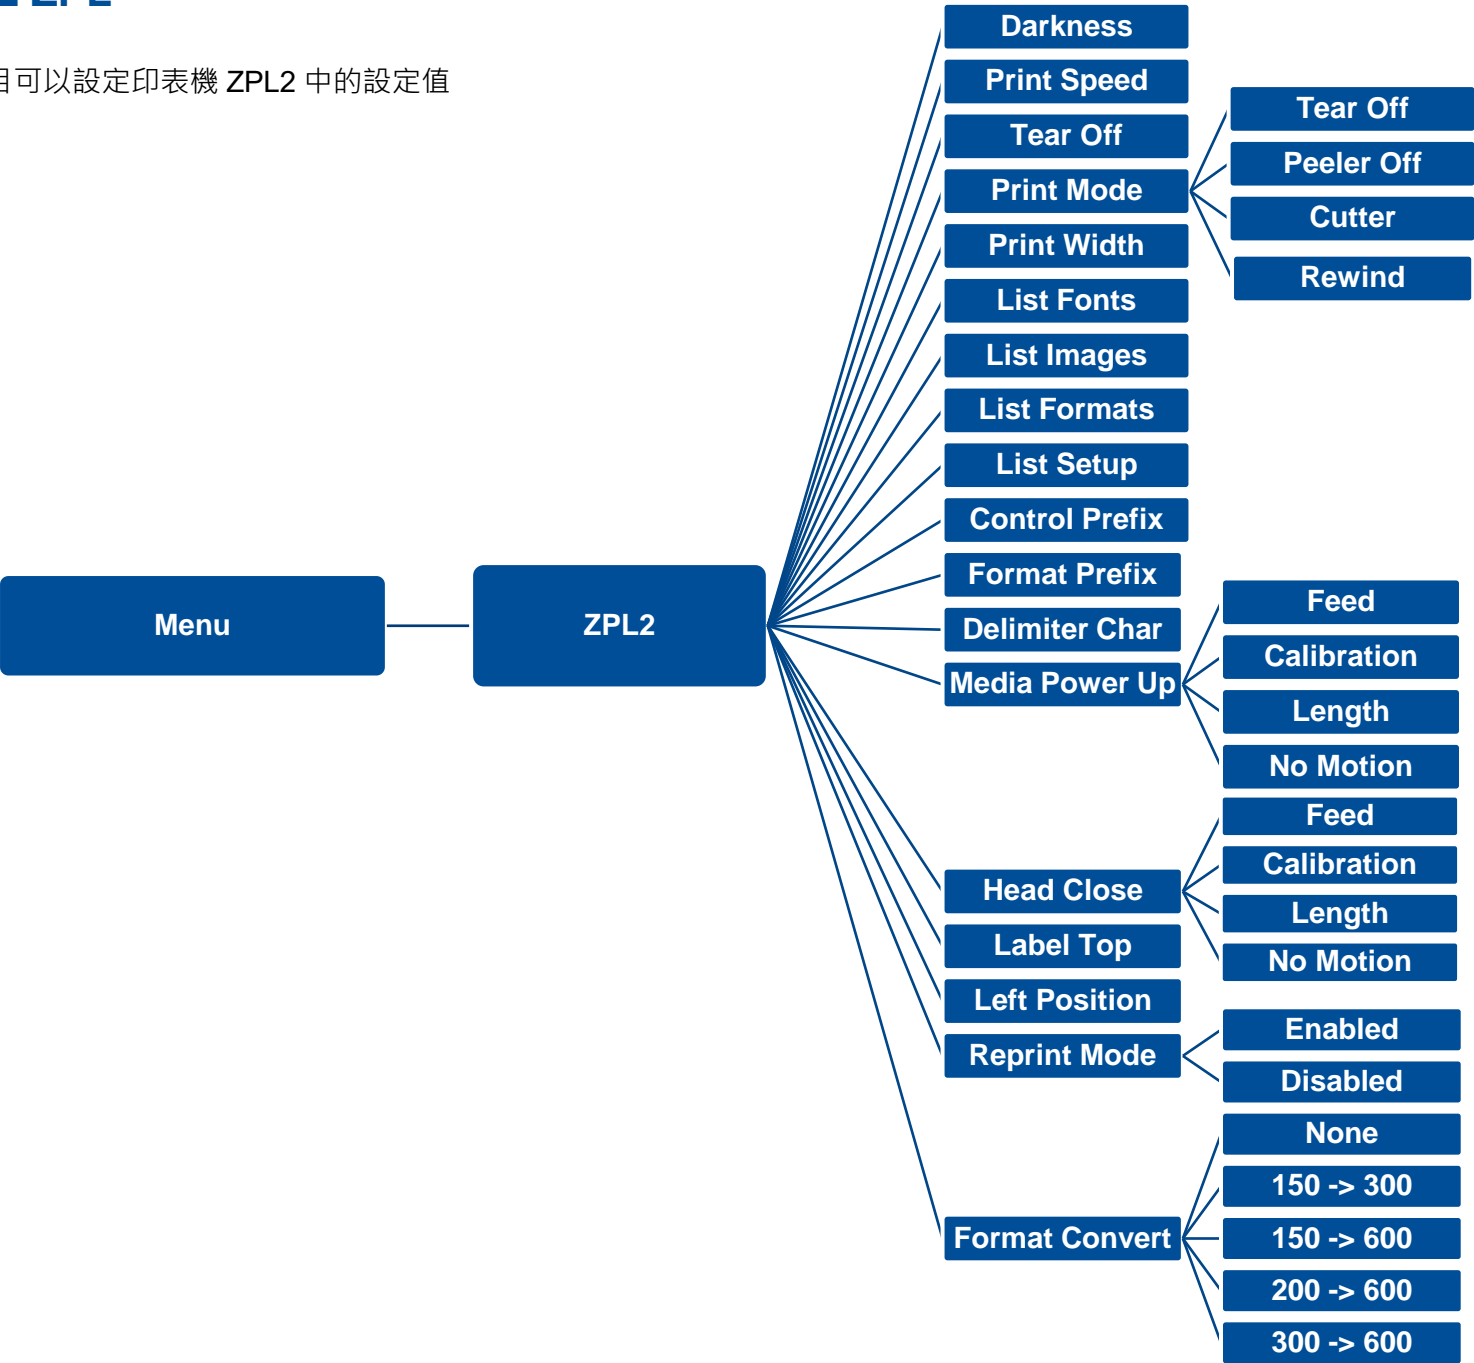 可以設定印表機 ZPL2 中的設定值
Menu
ZPL2
Darkness
Print Speed
Tear Off
Print Mode
Tear Off
Peeler Off
Cutter
Rewind
Print Width
List Fonts
List Images
List Formats
List Setup
Control Prefix
Format Prefix
Delimiter Char
Media Power Up
Feed
Calibration
Length
No Motion
Head Close
Feed
Calibration
Length
No Motion
Label Top
Left Position
Reprint Mode
Enabled
Disabled
Format Convert
None
150 -> 300
150 -> 600
200 -> 600
300 -> 600